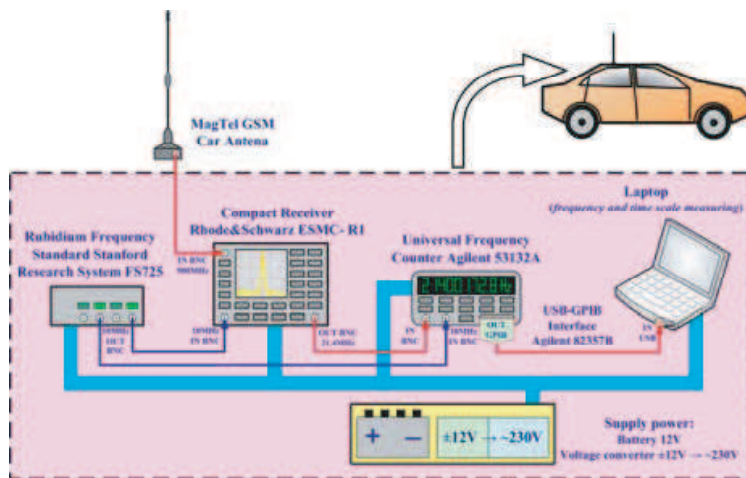 MagTel GSM
Car Antena
Laptop
(frequency and time scale measuring)
Compact Receiver
Rhode&Schwarz ESMC- R1
Rubidium Frequency
Standard Stanford
Research System FS725
IN BNC
900MHz
Universal Frequency
Counter Agilent 53132A
USB-GPIB
Interface
Agilent 82357B
10MHz
OUT
BNC
10MHz
IN BNC
OUT BNC
21.4MHz
IN
BNC
10MHz
IN BNC
OUT
GPIB
IN
USB
+ −
±12V → ~230V
Supply power:
Battery 12V
Voltage converter ±12V → ~230V